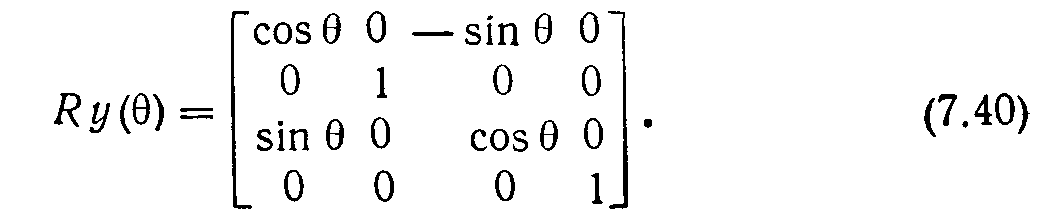 cos θ 0 — sin θ 0
0 1 0 0
Ry(θ) = (7.40)
sin θ 0 cos θ 0
0 0 0 1 .